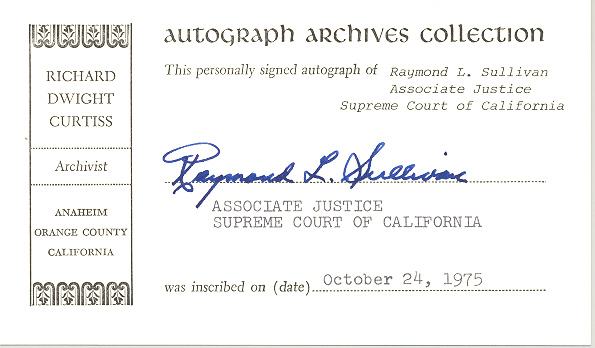 RICHARD
DWIGHT
CURTISS
Archivist
ANAHEIM
ORANGE COUNTY
CALIFORNIA
AUTOGRAPH ARCHIVES COLLECTION
This personally signed autograph of Raymond L. Sullivan
Associate Justice
Supreme Court of California
Raymond L. Sullivan
ASSOCIATE JUSTICE
SUPREME COURT OF CALIFORNIA
was inscribed on (date) October 24, 1975